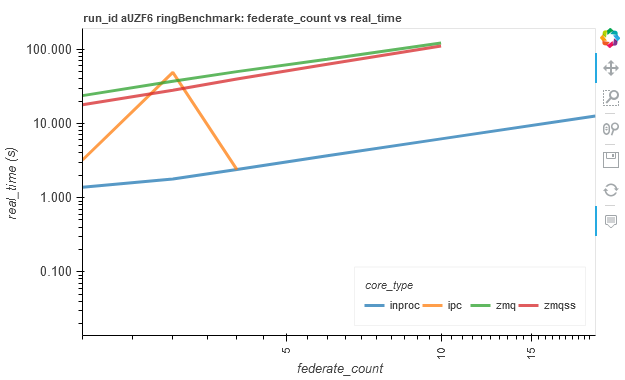 run_id aUZF6 ringBenchmark: federate_count vs real_time
100.000
10.000
1.000
0.100
real_time (s)
core_type
inproc
ipc
zmq
zmqss
5
10
15
federate_count